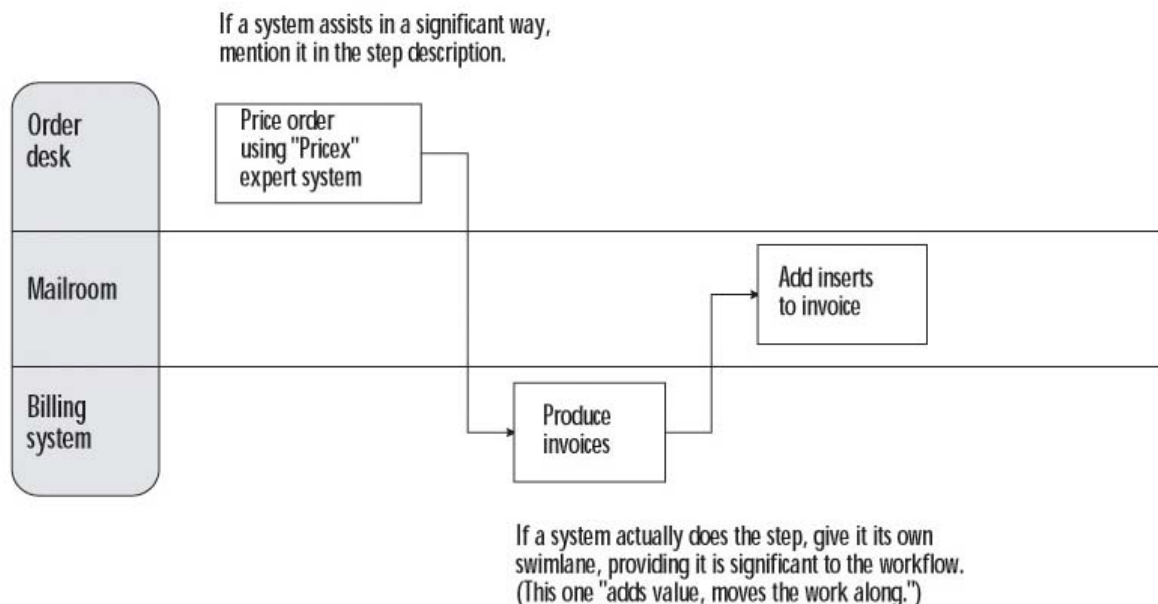 If a system assists in a significant way,
mention it in the step description.
Order
desk
Price order
using "Pricex"
expert system
Mailroom
Add inserts
to invoice
Billing
system
Produce
invoices
If a system actually does the step, give it its own
swimlane, providing it is significant to the workflow.
(This one "adds value, moves the work along.")